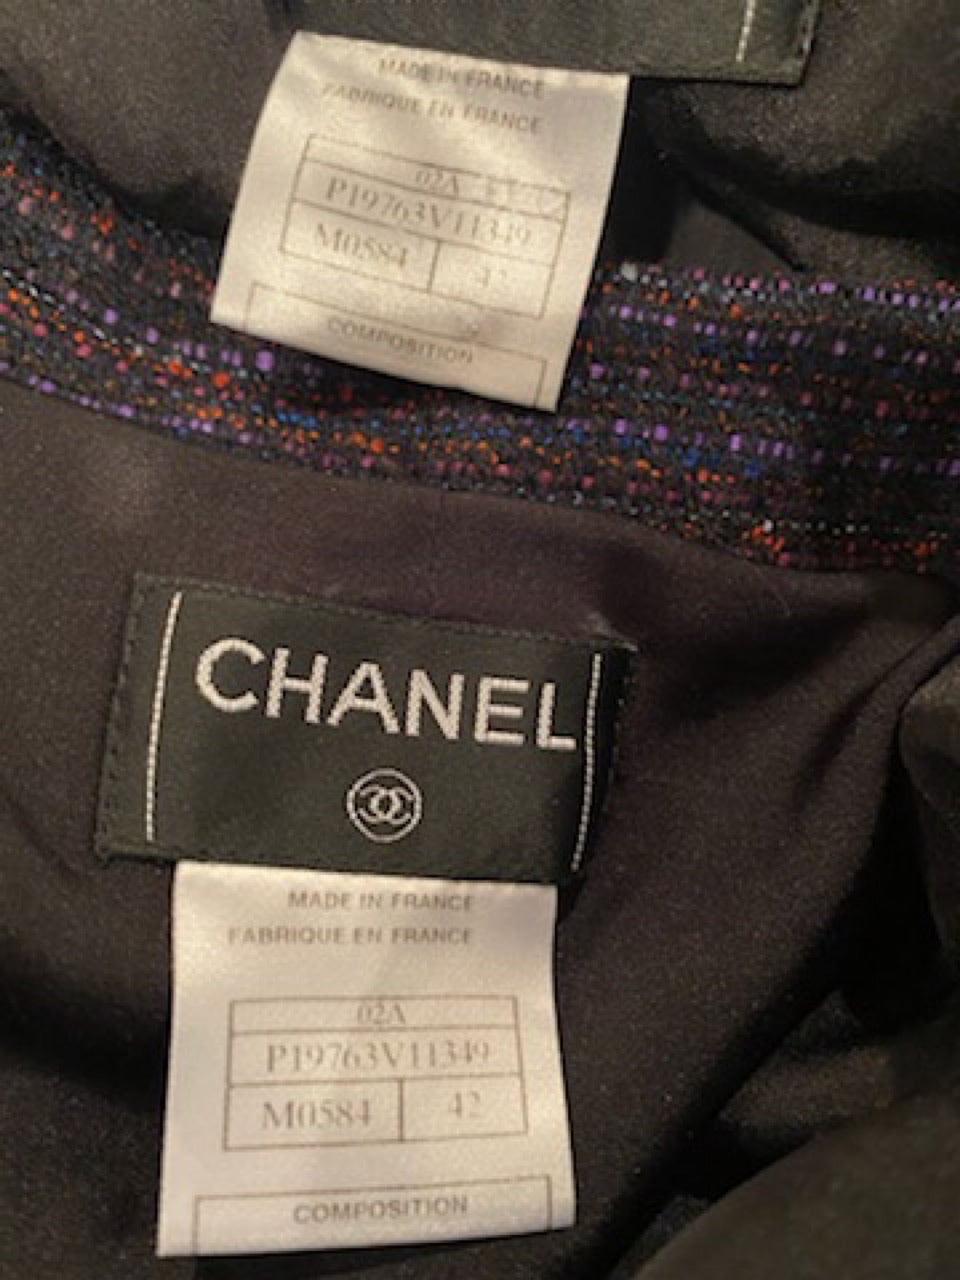 MADE IN FRANCE
FABRIQUE EN FRANCE
02A
P19763V11349
M0584 42
COMPOSITION
CHANEL
MADE IN FRANCE
FABRIQUE EN FRANCE
02A
P19763V11349
M0584 42
COMPOSITION